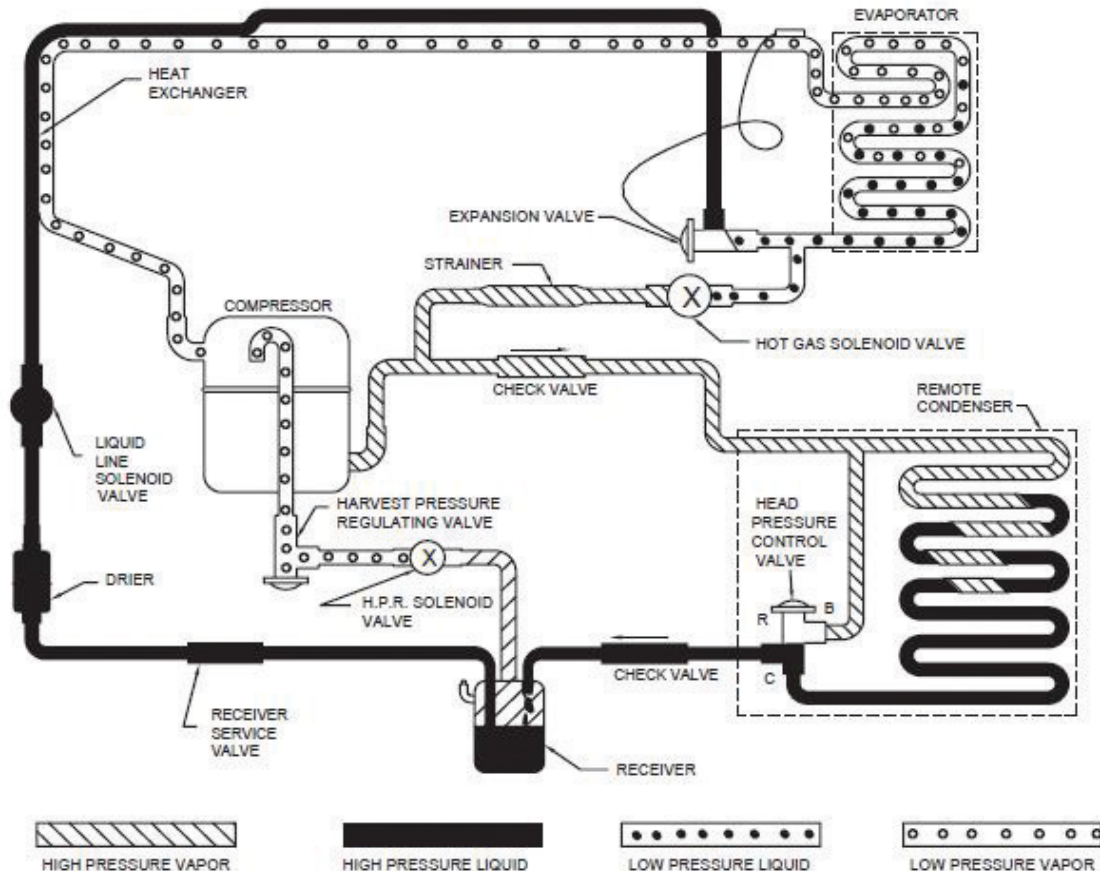 EVAPORATOR
HEAT
EXCHANGER
EXPANSION VALVE
STRAINER
COMPRESSOR
X
HOT GAS SOLENOID VALVE
CHECK VALVE
REMOTE
CONDENSER
LIQUID
LINE
SOLENOID
VALVE
HARVEST PRESSURE
REGULATING VALVE
HEAD
PRESSURE
CONTROL
VALVE
X
DRIER
H.P.R. SOLENOID
VALVE
R
B
CHECK VALVE
C
RECEIVER
SERVICE
VALVE
RECEIVER
HIGH PRESSURE VAPOR
HIGH PRESSURE LIQUID
LOW PRESSURE LIQUID
LOW PRESSURE VAPOR